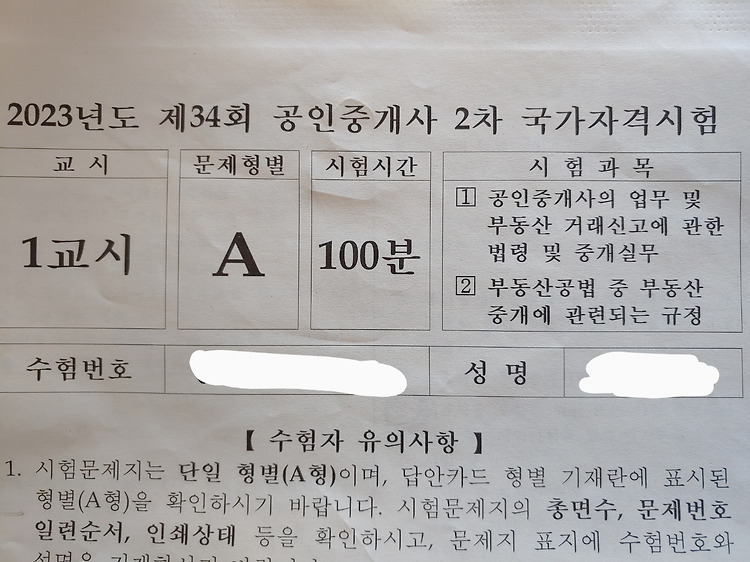 2023년도 제34회 공인중개사 2차 국가자격시험
교 시
문제형별
시험시간
시 험 과 목
1교시
A
100분
1 공인중개사의 업무 및
부동산 거래신고에 관한
법령 및 중개실무
2 부동산공법 중 부동산
중개에 관련되는 규정
수험번호
성 명
【 수험자 유의사항 】
1. 시험문제지는 단일 형별(A형)이며, 답안카드 형별 기재란에 표시된
형별(A형)을 확인하시기 바랍니다. 시험문제지의 총면수, 문제번호
일련순서, 인쇄상태 등을 확인하시고, 문제지 표지에 수험번호와